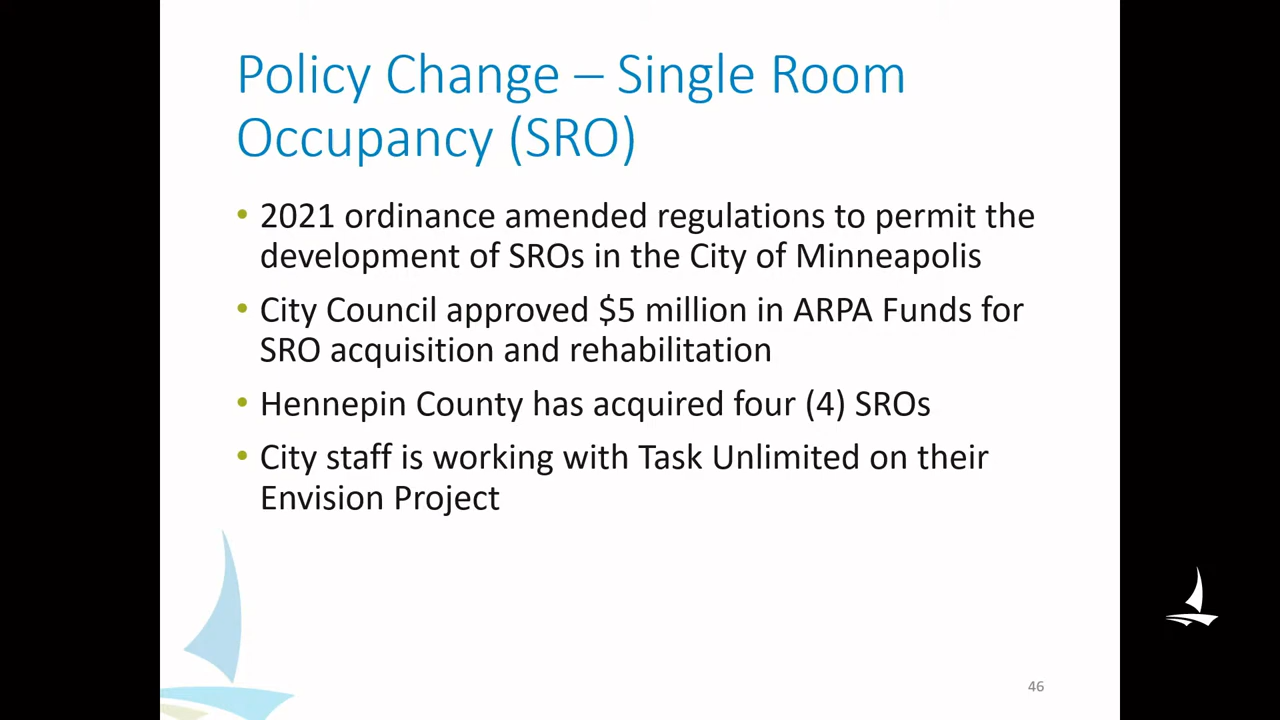 Policy Change – Single Room
Occupancy (SRO)
• 2021 ordinance amended regulations to permit the
development of SROs in the City of Minneapolis
• City Council approved $5 million in ARPA Funds for
SRO acquisition and rehabilitation
• Hennepin County has acquired four (4) SROs
• City staff is working with Task Unlimited on their
Envision Project
46